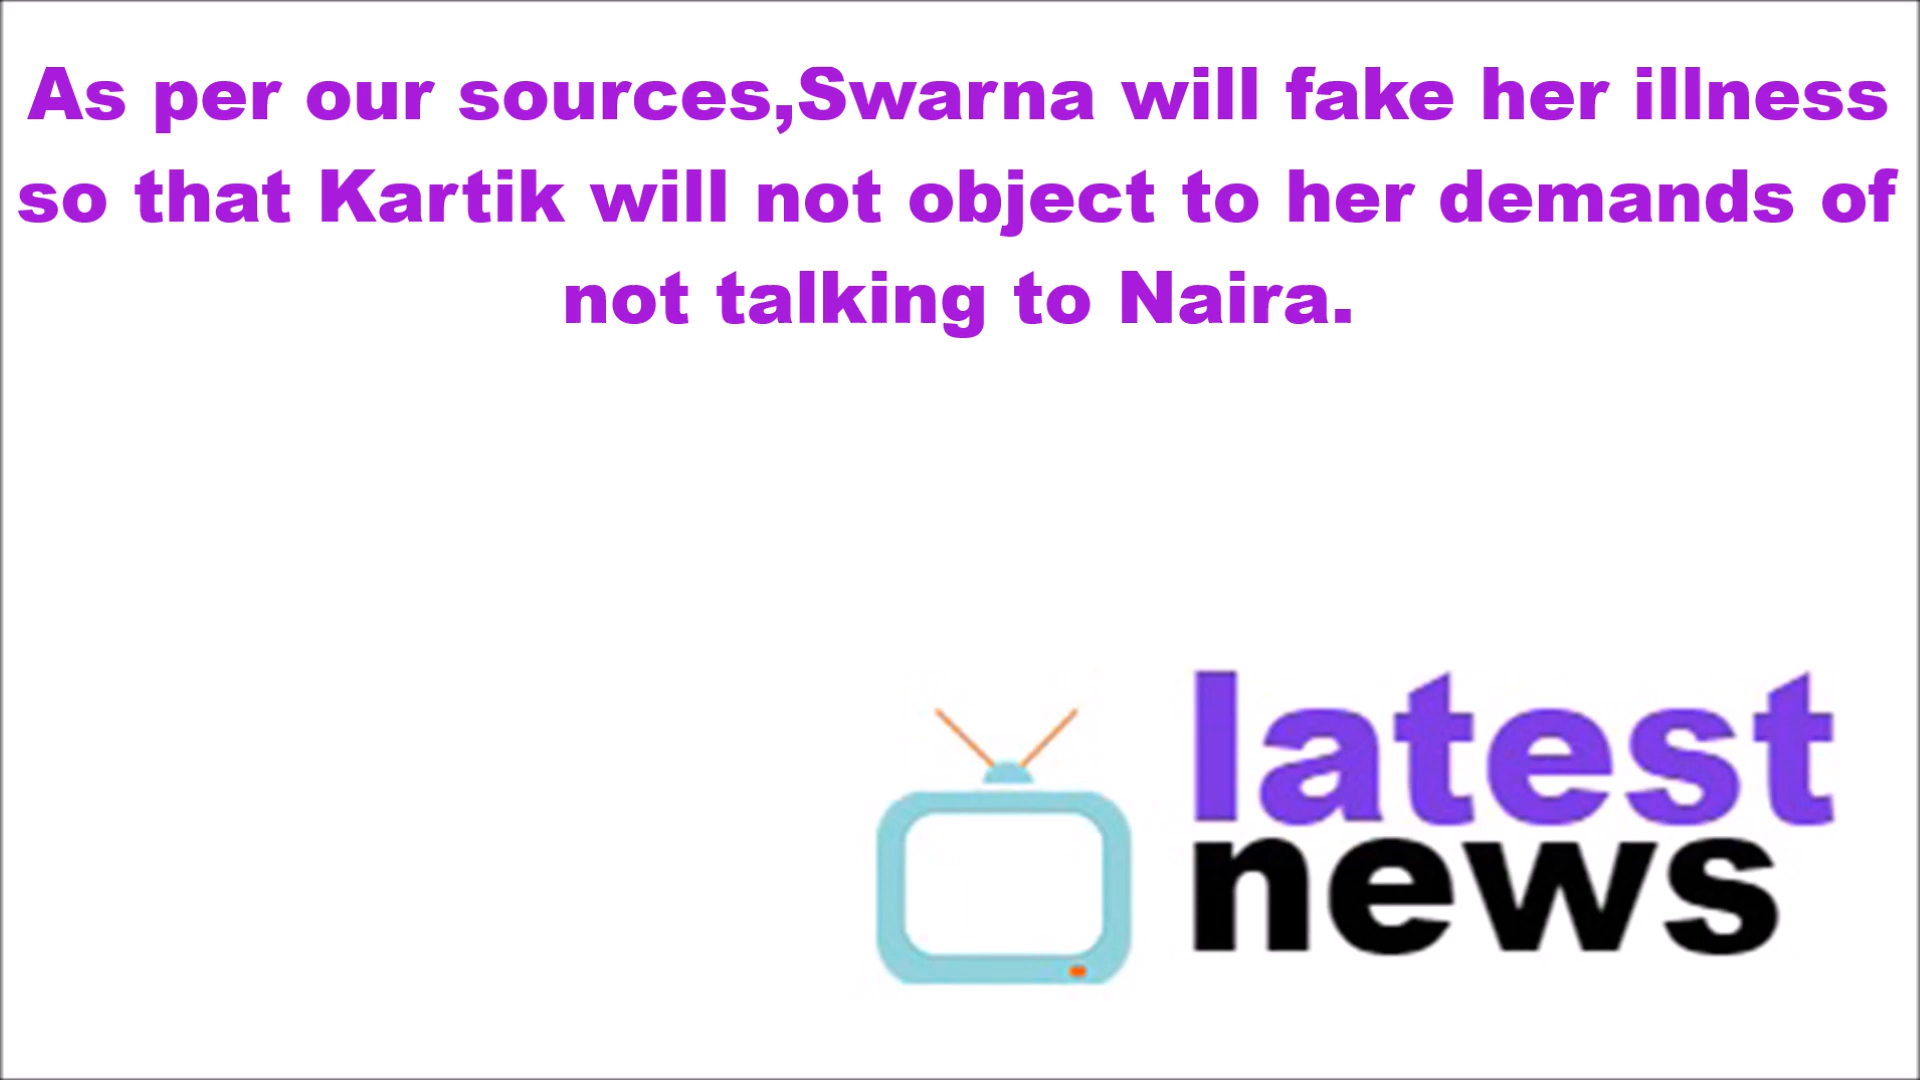 As per our sources,Swarna will fake her illness
so that Kartik will not object to her demands of
not talking to Naira.
latest
news